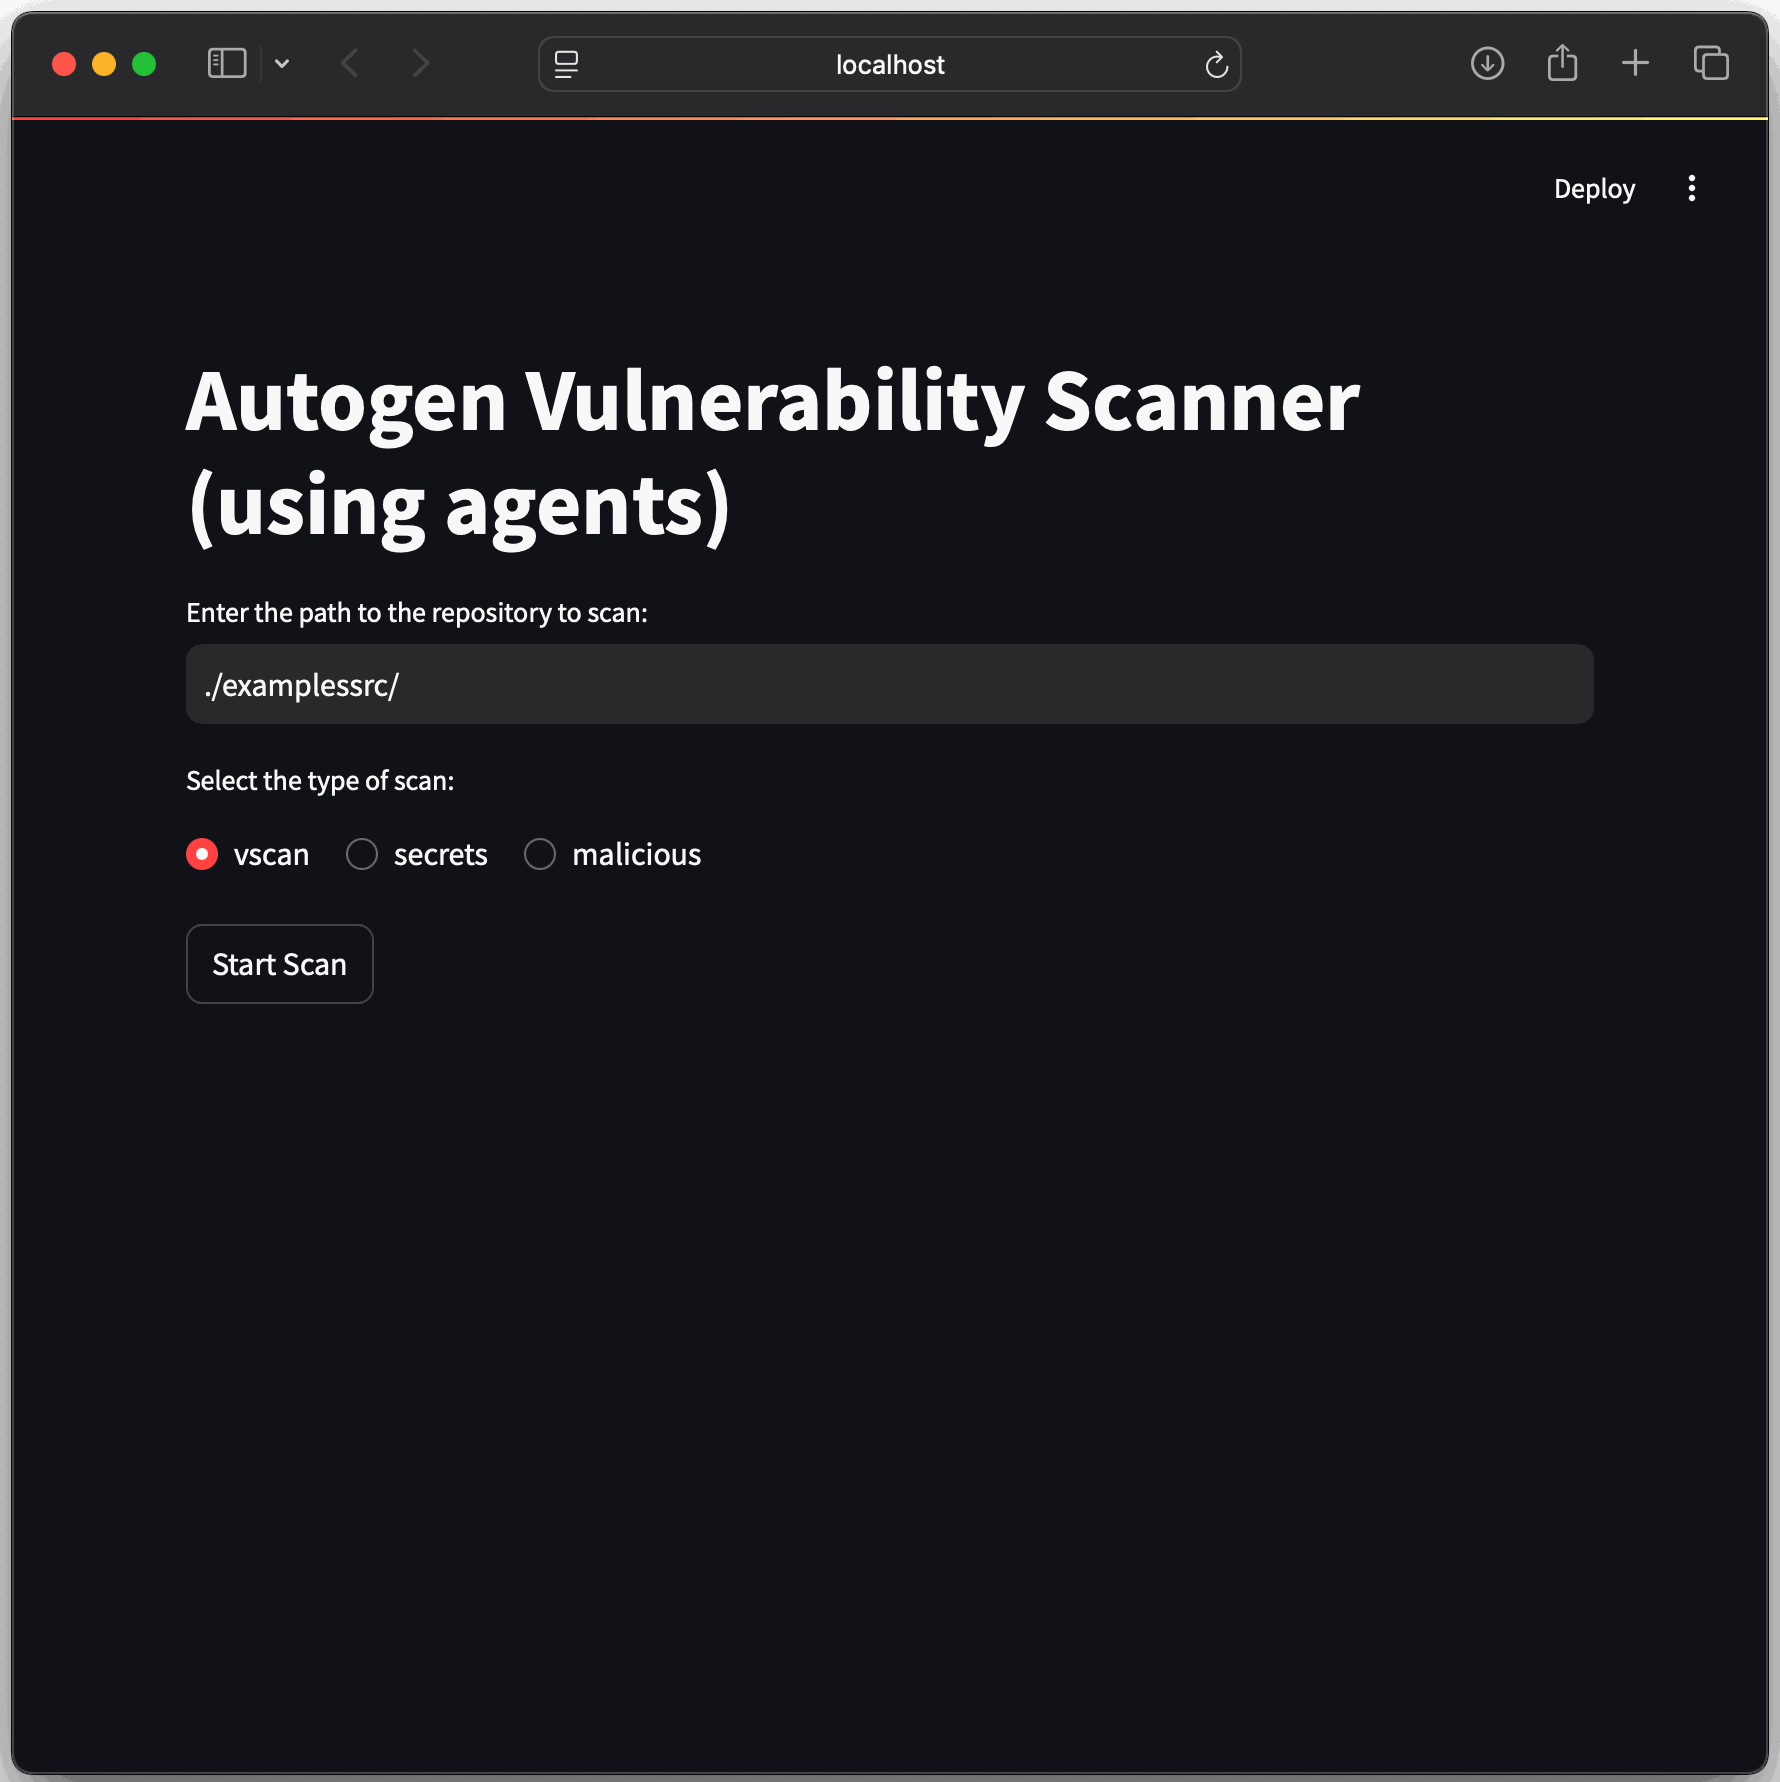 localhost
Deploy
Autogen Vulnerability Scanner
(using agents)
Enter the path to the repository to scan:
./examplessrc/
Select the type of scan:
vscan secrets malicious
Start Scan